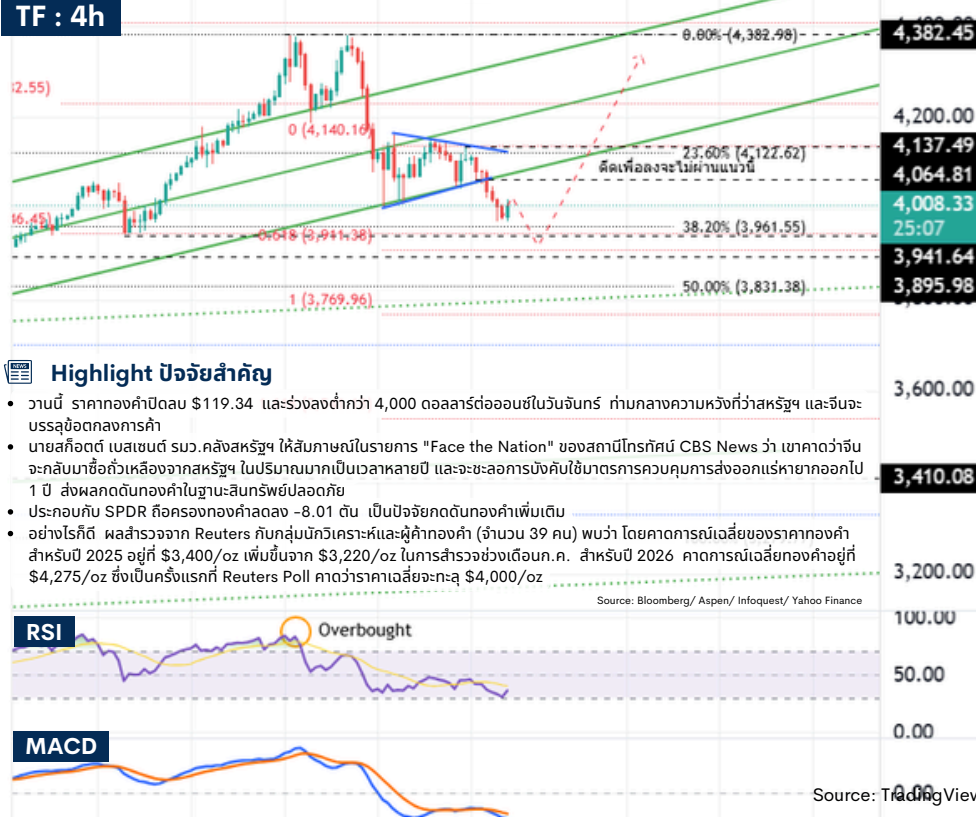 TF : 4h
0.00% (4,382.98)
4,382.45
32.55)
4,200.00
0 (4,140.16)
4,137.49
23.60% (4,122.62)
ดีดเพื่อลงจะไม่ผ่านแนวนี้
4,064.81
4,008.33
25:07
46.45)
38.20% (3,961.55)
0.618 (3,911.38)
3,941.64
50.00% (3,831.38)
3,895.98
1 (3,769.96)
Highlight ปัจจัยสำคัญ
• วานนี้ ราคาทองคำปิดลบ $119.34 และร่วงลงต่ำกว่า 4,000 ดอลลาร์ต่อออนซ์ในวันจันทร์ ท่ามกลางความหวังที่ว่าสหรัฐฯ และจีนจะ
บรรลุข้อตกลงการค้า
• นายสก็อตต์ เบสเซนต์ รมว.คลังสหรัฐฯ ให้สัมภาษณ์ในรายการ "Face the Nation" ของสถานีโทรทัศน์ CBS News ว่า เขาคาดว่าจีน
จะกลับมาซื้อถั่วเหลืองจากสหรัฐฯ ในปริมาณมากเป็นเวลาหลายปี และจะชะลอการบังคับใช้มาตรการควบคุมการส่งออกแร่หายากออกไป
1 ปี ส่งผลกดดันทองคำในฐานะสินทรัพย์ปลอดภัย
• ประกอบกับ SPDR ถือครองทองคำลดลง -8.01 ตัน เป็นปัจจัยกดดันทองคำเพิ่มเติม
• อย่างไรก็ดี ผลสำรวจจาก Reuters กับกลุ่มนักวิเคราะห์และผู้ค้าทองคำ (จำนวน 39 คน) พบว่า โดยคาดการณ์เฉลี่ยของราคาทองคำ
สำหรับปี 2025 อยู่ที่ $3,400/oz เพิ่มขึ้นจาก $3,220/oz ในการสำรวจช่วงเดือนก.ค. สำหรับปี 2026 คาดการณ์เฉลี่ยทองคำอยู่ที่
$4,275/oz ซึ่งเป็นครั้งแรกที่ Reuters Poll คาดว่าราคาเฉลี่ยจะทะลุ $4,000/oz
3,600.00
3,410.08
3,200.00
Source: Bloomberg/ Aspen/ Infoquest/ Yahoo Finance
RSI
Overbought
100.00
50.00
0.00
MACD
0.00
Source: TradingView